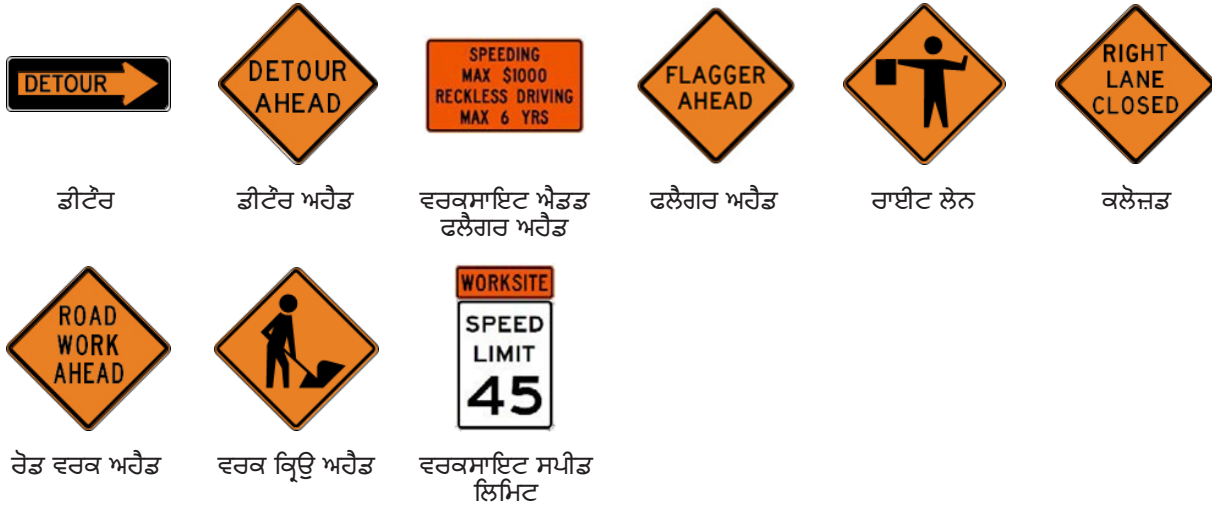 DETOUR
DETOUR
AHEAD
SPEEDING
MAX $1000
RECKLESS DRIVING
MAX 6 YRS
FLAGGER
AHEAD
RIGHT
LANE
CLOSED
ਡੀਟੌਰ
ਡੀਟੌਰ ਅਹੈਡ
ਵਰਕਸਾਇਟ ਐਡਡ
ਫਲੈਗਰ ਅਹੈਡ
ਫਲੈਗਰ ਅਹੈਡ
ਰਾਈਟ ਲੇਨ
ਕਲੋਜ਼ਡ
ROAD
WORK
AHEAD
WORKSITE
SPEED
LIMIT
45
ਰੋਡ ਵਰਕ ਅਹੈਡ
ਵਰਕ ਕ੍ਰਿਊ ਅਹੈਡ
ਵਰਕਸਾਇਟ ਸਪੀਡ
ਲਿਮਿਟ